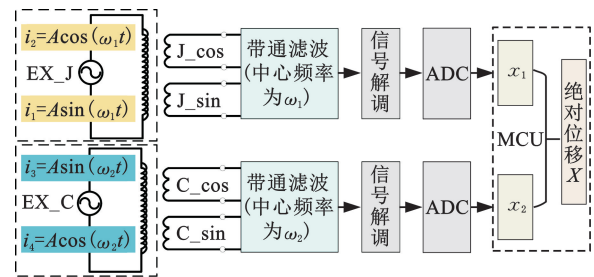 i₂=Acos(ω₁t)
EX_J
i₁=Asin(ω₁t)
J_cos
J_sin
带通滤波
(中心频率
为ω₁)
信号解调
ADC
x₁
i₃=Asin(ω₂t)
EX_C
i₄=Acos(ω₂t)
C_cos
C_sin
带通滤波
(中心频率
为ω₂)
信号解调
ADC
x₂
MCU
绝对位移X